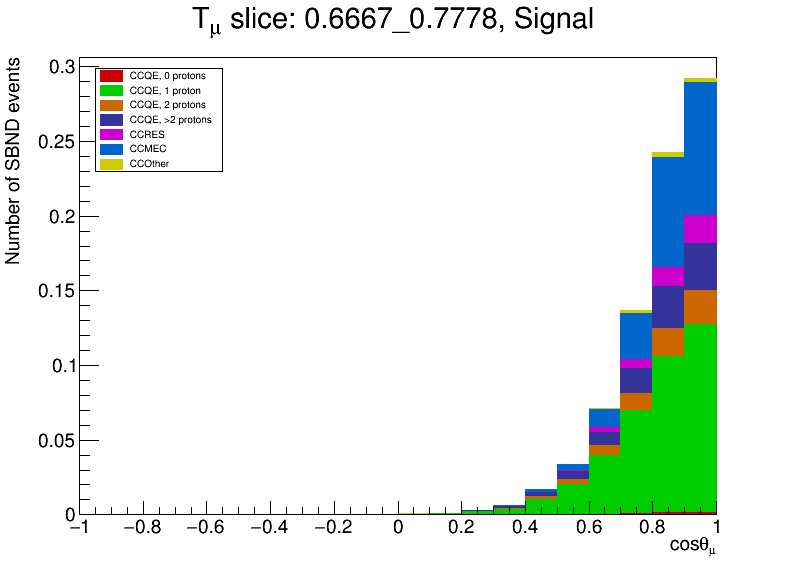 Tμ slice: 0.6667_0.7778, Signal
Number of SBND events
0.3
0.25
0.2
0.15
0.1
0.05
0
CCQE, 0 protons
CCQE, 1 proton
CCQE, 2 protons
CCQE, >2 protons
CCRES
CCMEC
CCOther
−1 −0.8 −0.6 −0.4 −0.2 0 0.2 0.4 0.6 0.8 1
cosθμ